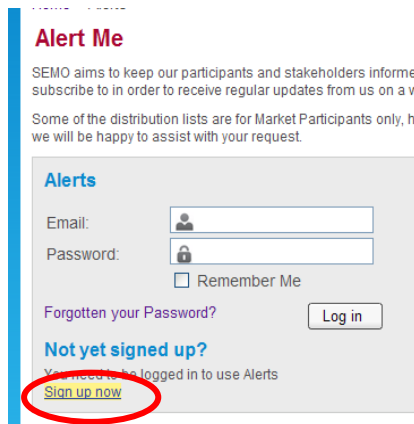 Alert Me
SEMO aims to keep our participants and stakeholders informe
subscribe to in order to receive regular updates from us on a w
Some of the distribution lists are for Market Participants only, h
we will be happy to assist with your request.
Alerts
Email:
Password:
Remember Me
Forgotten your Password?
Log in
Not yet signed up?
You need to be logged in to use Alerts
Sign up now